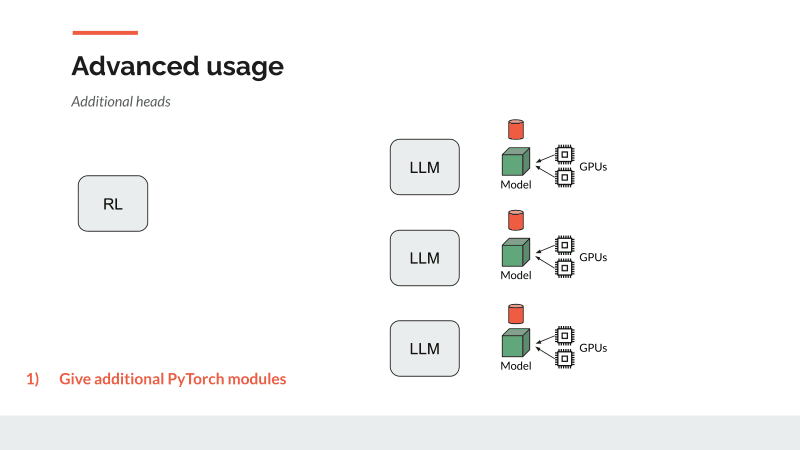 Advanced usage
Additional heads
LLM
GPUs
Model
RL
LLM
GPUs
Model
LLM
GPUs
Model
1) Give additional PyTorch modules